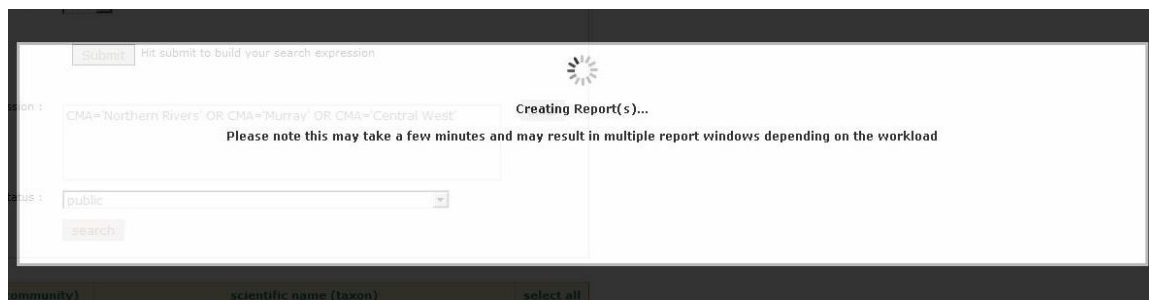 Submit Hit submit to build your search expression
Creating Report(s)...
ssion :
CMA='Northern Rivers' OR CMA='Murray' OR CMA='Central West'
Please note this may take a few minutes and may result in multiple report windows depending on the workload
tatus :
public
search
ommunity) scientific name (taxon) select all